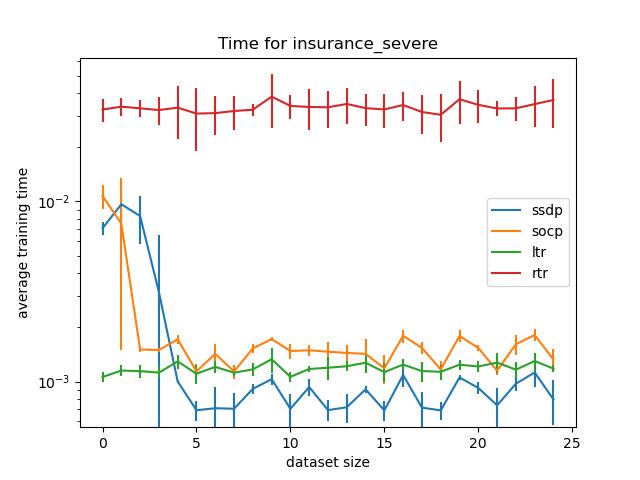 Time for insurance_severe
average training time
10⁻²
10⁻³
ssdp
socp
ltr
rtr
0
5
10
15
20
25
dataset size